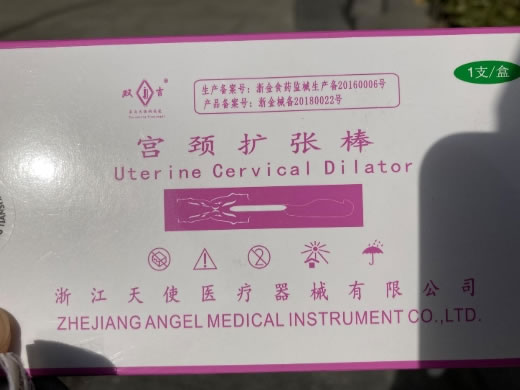 双吉®
生产备案号：浙金食药监械生产备20160006号
产品备案号：浙金械备20180022号
1支/盒
宫颈扩张棒
Uterine Cervical Dilator
浙江天使医疗器械有限公司
ZHEJIANG ANGEL MEDICAL INSTRUMENT CO.,LTD.